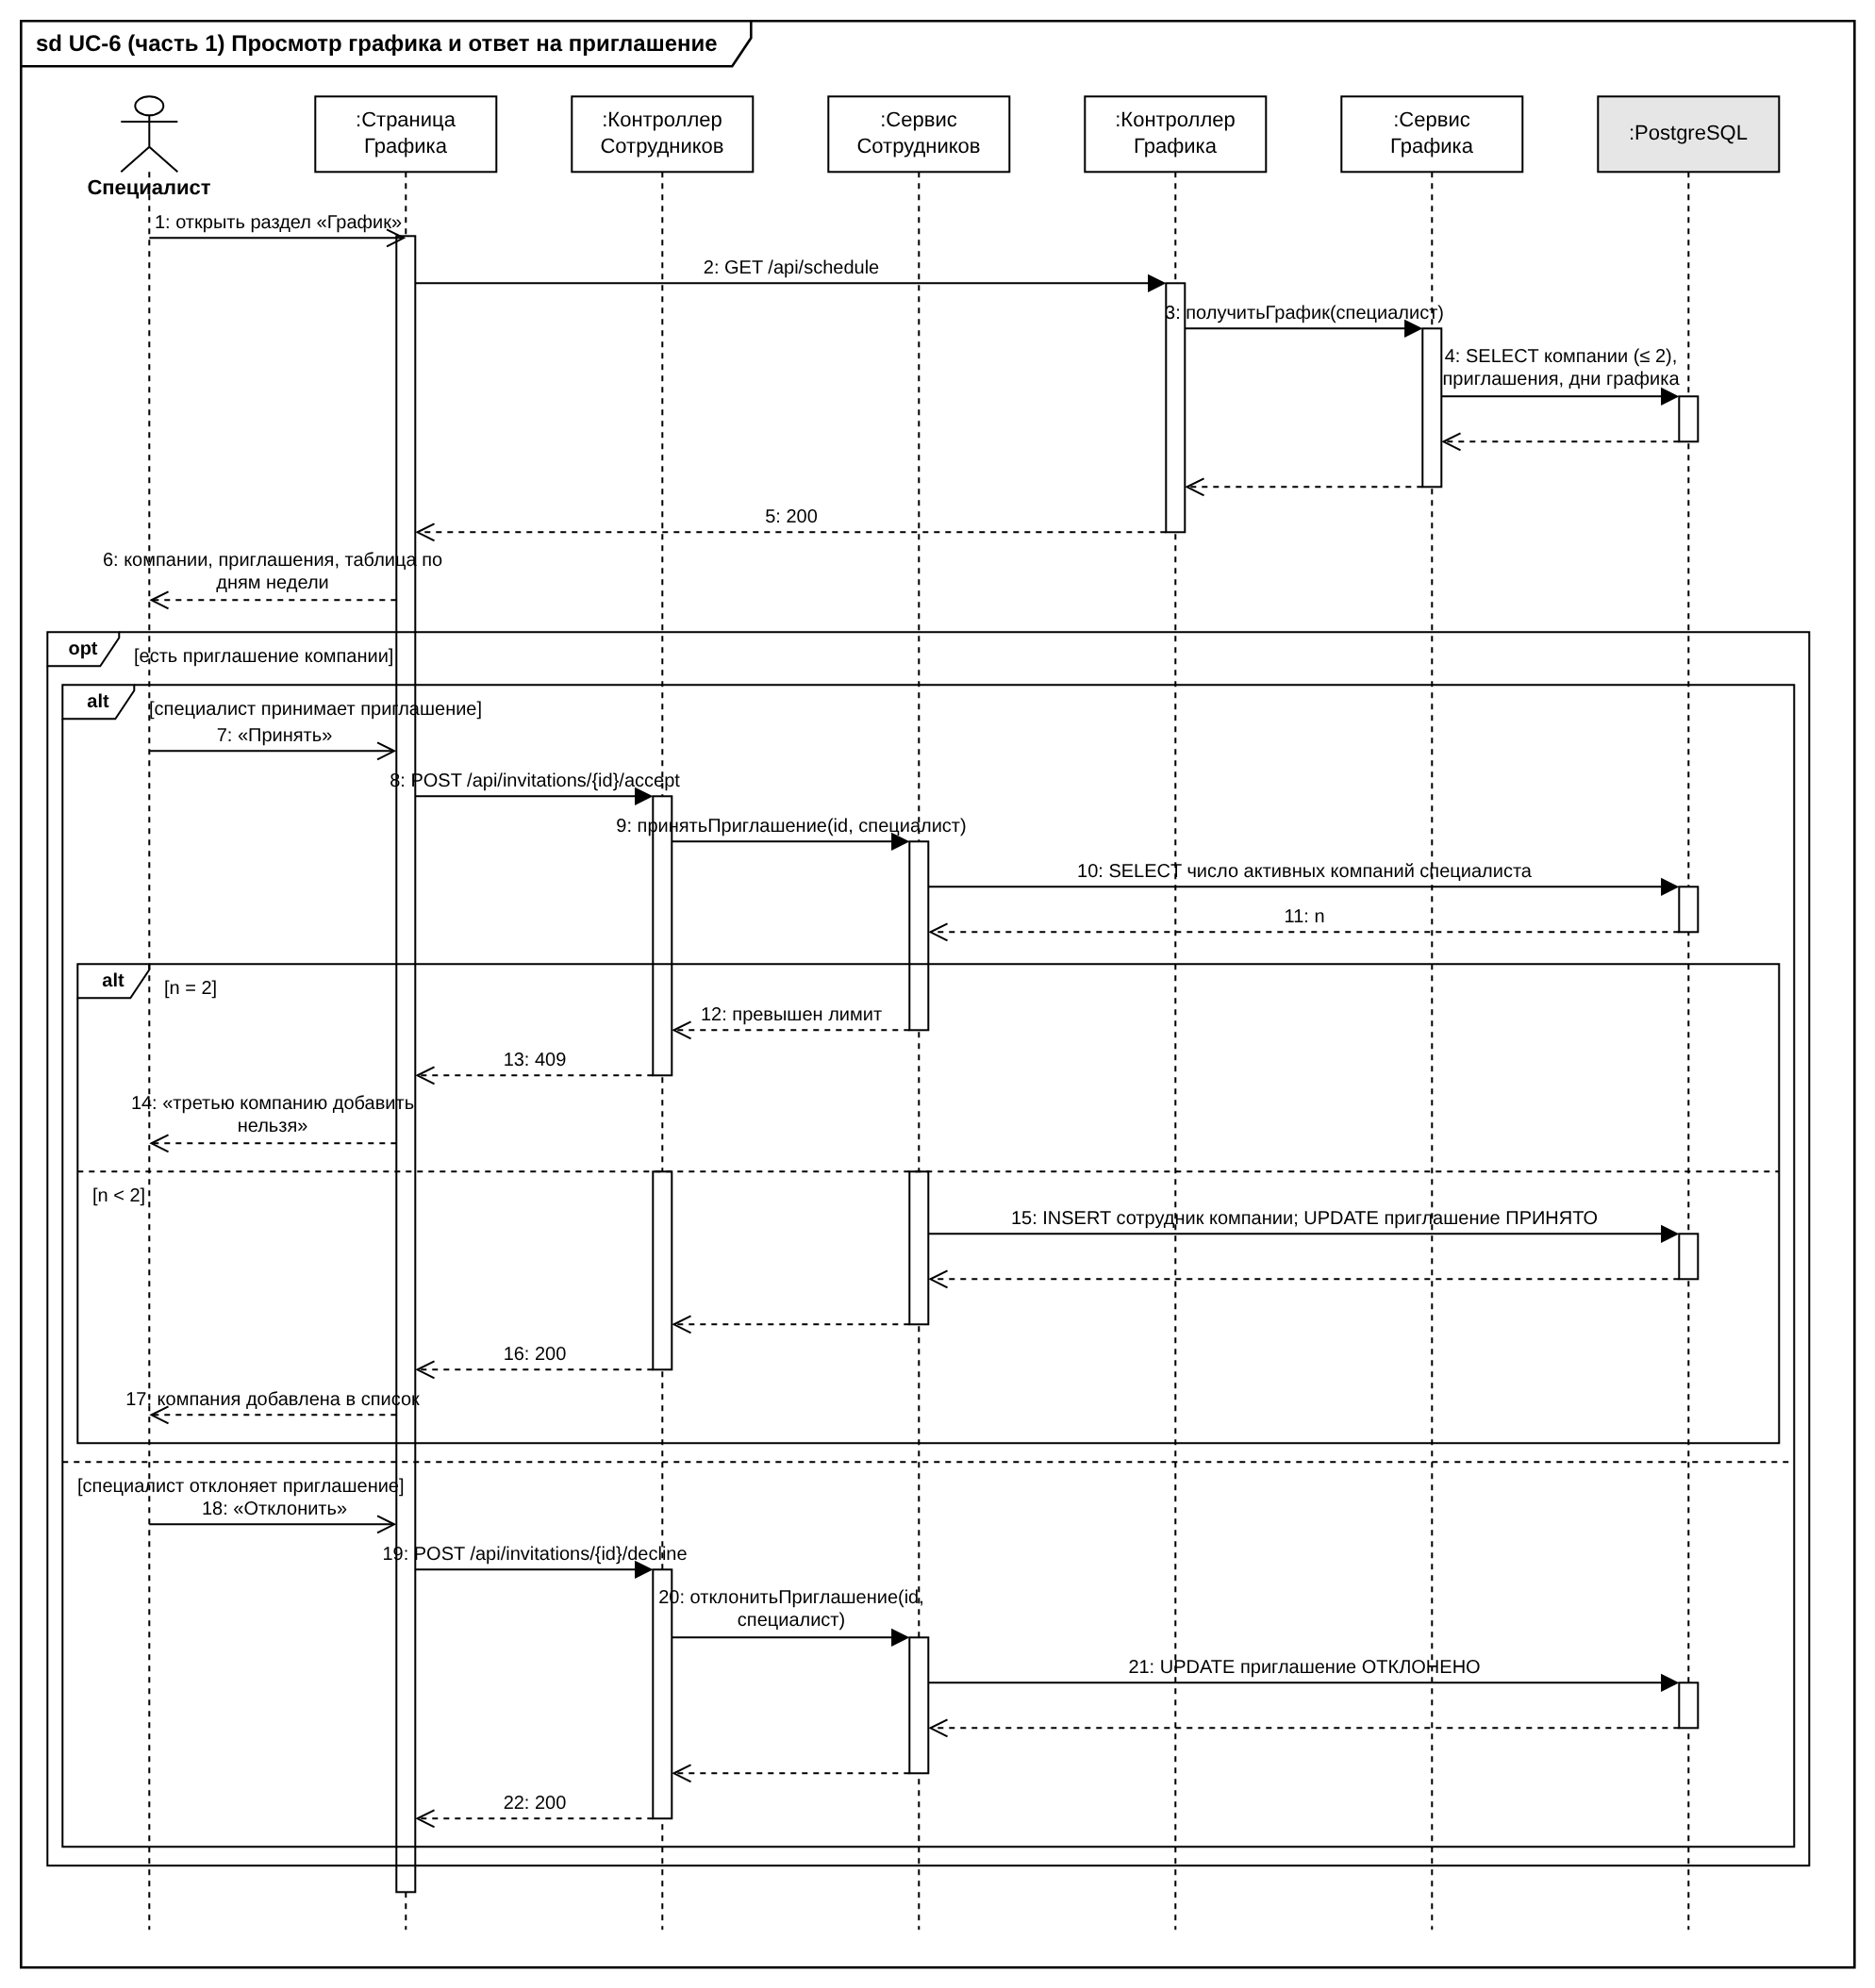 sd UC-6 (часть 1) Просмотр графика и ответ на приглашение
Специалист
:Страница
Графика
:Контроллер
Сотрудников
:Сервис
Сотрудников
:Контроллер
Графика
:Сервис
Графика
:PostgreSQL
1: открыть раздел «График»
2: GET /api/schedule
3: получитьГрафик(специалист)
4: SELECT компании (≤ 2),
приглашения, дни графика
5: 200
6: компании, приглашения, таблица по
дням недели
opt
[есть приглашение компании]
alt
[специалист принимает приглашение]
7: «Принять»
8: POST /api/invitations/{id}/accept
9: принятьПриглашение(id, специалист)
10: SELECT число активных компаний специалиста
11: n
alt
[n = 2]
12: превышен лимит
13: 409
14: «третью компанию добавить
нельзя»
[n < 2]
15: INSERT сотрудник компании; UPDATE приглашение ПРИНЯТО
16: 200
17: компания добавлена в список
[специалист отклоняет приглашение]
18: «Отклонить»
19: POST /api/invitations/{id}/decline
20: отклонитьПриглашение(id,
специалист)
21: UPDATE приглашение ОТКЛОНЕНО
22: 200